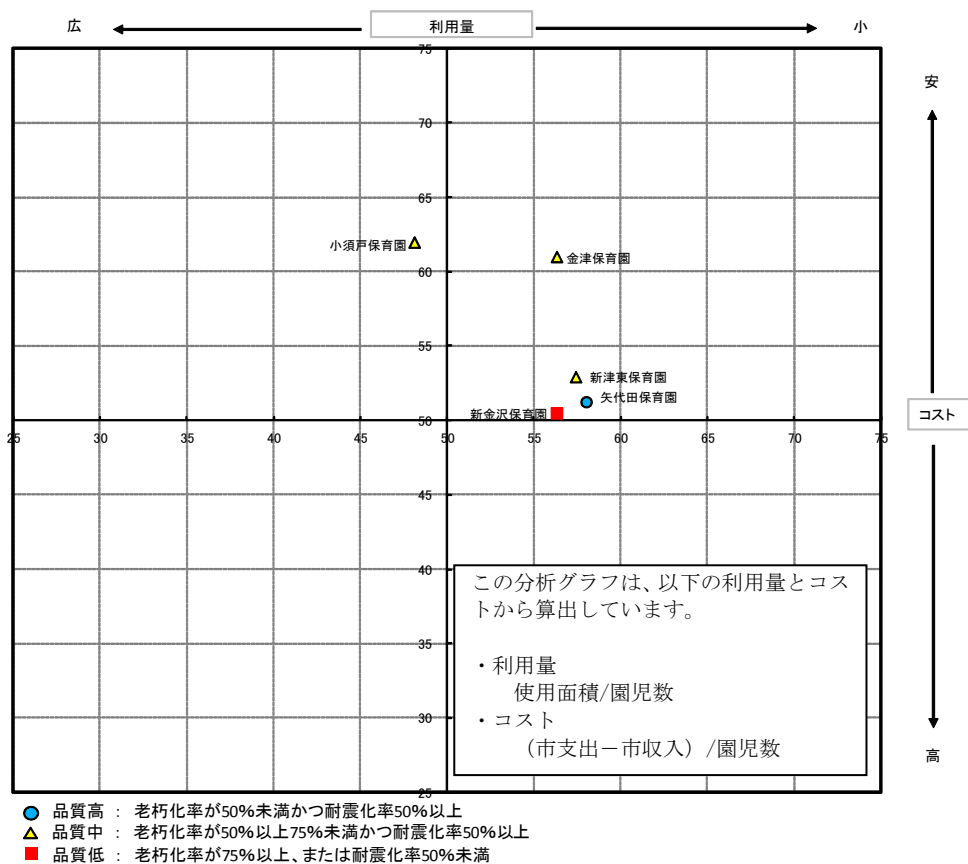 広
利用量
小
安
75
70
65
小須戸保育園
金津保育園
60
55
新津東保育園
矢代田保育園
新金沢保育園
コスト
25
30
35
40
45
50
50
55
60
65
70
75
45
40
35
30
25
この分析グラフは、以下の利用量とコス
トから算出しています。
・利用量
使用面積/園児数
・コスト
（市支出－市収入）/園児数
高
品質高 ： 老朽化率が50%未満かつ耐震化率50%以上
品質中 ： 老朽化率が50%以上75%未満かつ耐震化率50%以上
品質低 ： 老朽化率が75%以上、または耐震化率50%未満